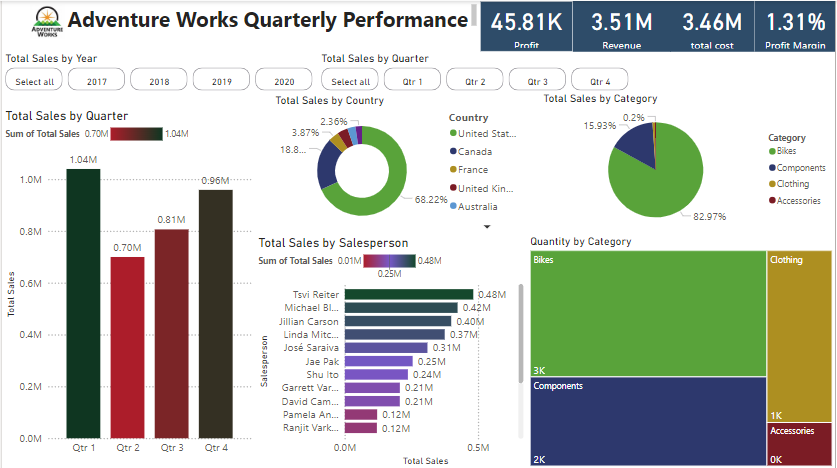 ADVENTURE
WORKS
Adventure Works Quarterly Performance
45.81K
Profit
3.51M
Revenue
3.46M
total cost
1.31%
Profit Margin
Total Sales by Year
Select all
2017
2018
2019
2020
Total Sales by Quarter
Select all
Qtr 1
Qtr 2
Qtr 3
Qtr 4
Total Sales by Quarter
Sum of Total Sales 0.70M 1.04M
Total Sales
1.0M
0.8M
0.6M
0.4M
0.2M
0.0M
1.04M
0.70M
0.81M
0.96M
Qtr 1
Qtr 2
Qtr 3
Qtr 4
Total Sales by Country
2.36%
3.87%
18.8...
68.22%
Country
United Stat...
Canada
France
United Kin...
Australia
Total Sales by Category
0.2%
15.93%
82.97%
Category
Bikes
Components
Clothing
Accessories
Total Sales by Salesperson
Sum of Total Sales 0.01M 0.48M
0.25M
Salesperson
Tsvi Reiter 0.48M
Michael Bl... 0.42M
Jillian Carson 0.40M
Linda Mitc... 0.37M
José Saraiva 0.31M
Jae Pak 0.25M
Shu Ito 0.24M
Garrett Var... 0.21M
David Cam... 0.21M
Pamela An... 0.12M
Ranjit Vark... 0.12M
0.0M 0.5M
Total Sales
Quantity by Category
Bikes
3K
Components
2K
Clothing
1K
Accessories
0K